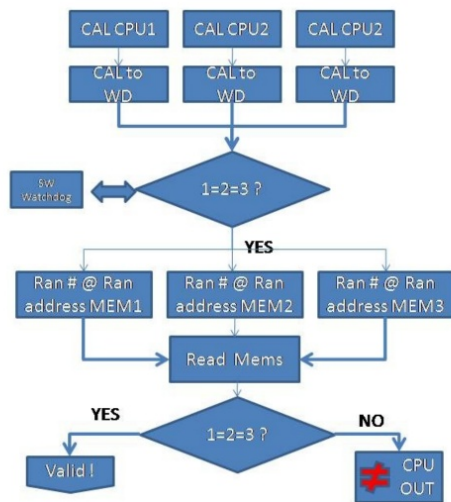 CAL CPU1
CAL CPU2
CAL CPU2
CAL to
WD
CAL to
WD
CAL to
WD
SW
Watchdog
1=2=3 ?
YES
Ran # @ Ran
address MEM1
Ran # @ Ran
address MEM2
Ran # @ Ran
address MEM3
Read Mems
YES
1=2=3 ?
NO
Valid !
≠ CPU
OUT